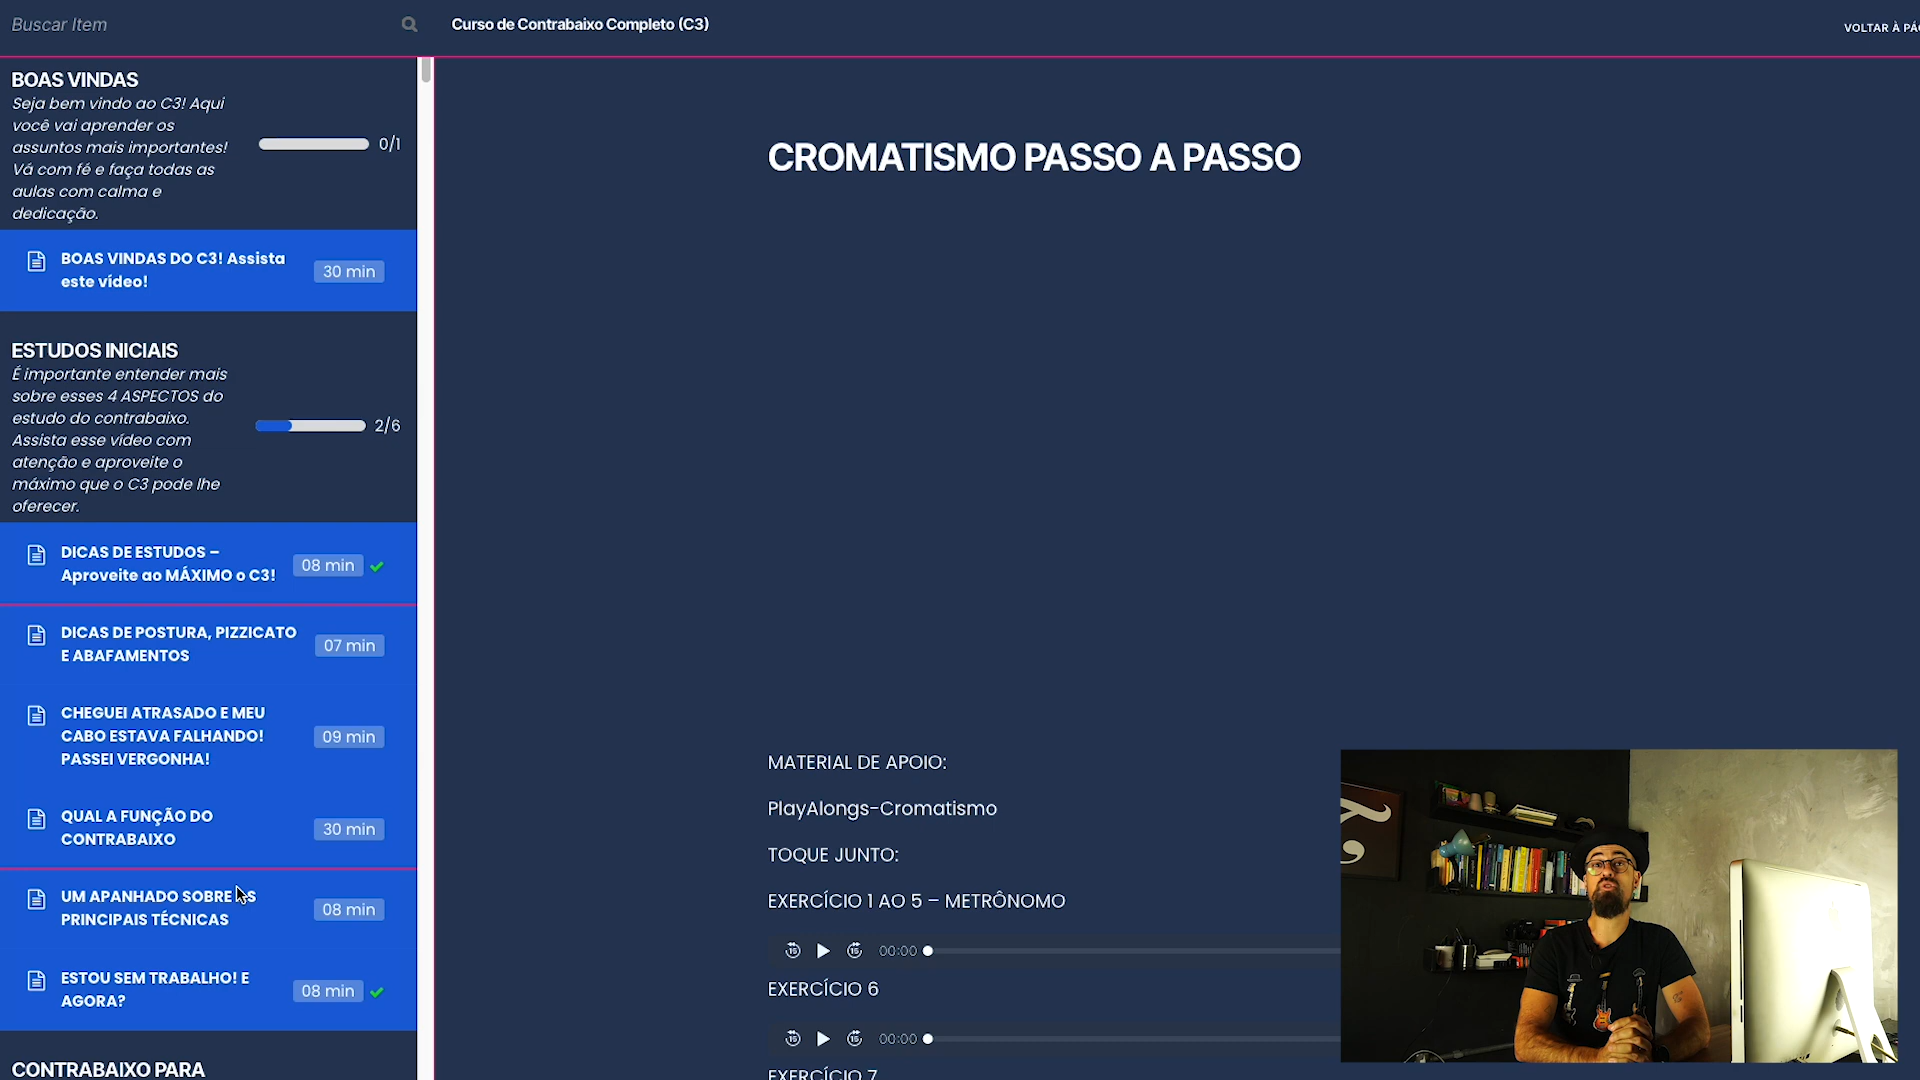 Buscar Item
Curso de Contrabaixo Completo (C3)
VOLTAR À PÁ
BOAS VINDAS
Seja bem vindo ao C3! Aqui
você vai aprender os
assuntos mais importantes!
Vá com fé e faça todas as
aulas com calma e
dedicação.
0/1
BOAS VINDAS DO C3! Assista
este vídeo!
30 min
ESTUDOS INICIAIS
É importante entender mais
sobre esses 4 ASPECTOS do
estudo do contrabaixo.
Assista esse vídeo com
atenção e aproveite o
máximo que o C3 pode lhe
oferecer.
2/6
DICAS DE ESTUDOS –
Aproveite ao MÁXIMO o C3!
08 min
DICAS DE POSTURA, PIZZICATO
E ABAFAMENTOS
07 min
CHEGUEI ATRASADO E MEU
CABO ESTAVA FALHANDO!
PASSEI VERGONHA!
09 min
QUAL A FUNÇÃO DO
CONTRABAIXO
30 min
UM APANHADO SOBRE AS
PRINCIPAIS TÉCNICAS
08 min
ESTOU SEM TRABALHO! E
AGORA?
08 min
CONTRABAIXO PARA
CROMATISMO PASSO A PASSO
MATERIAL DE APOIO:
PlayAlongs-Cromatismo
TOQUE JUNTO:
EXERCÍCIO 1 AO 5 – METRÔNOMO
15
15
00:00
EXERCÍCIO 6
15
15
00:00
EXERCÍCIO 7